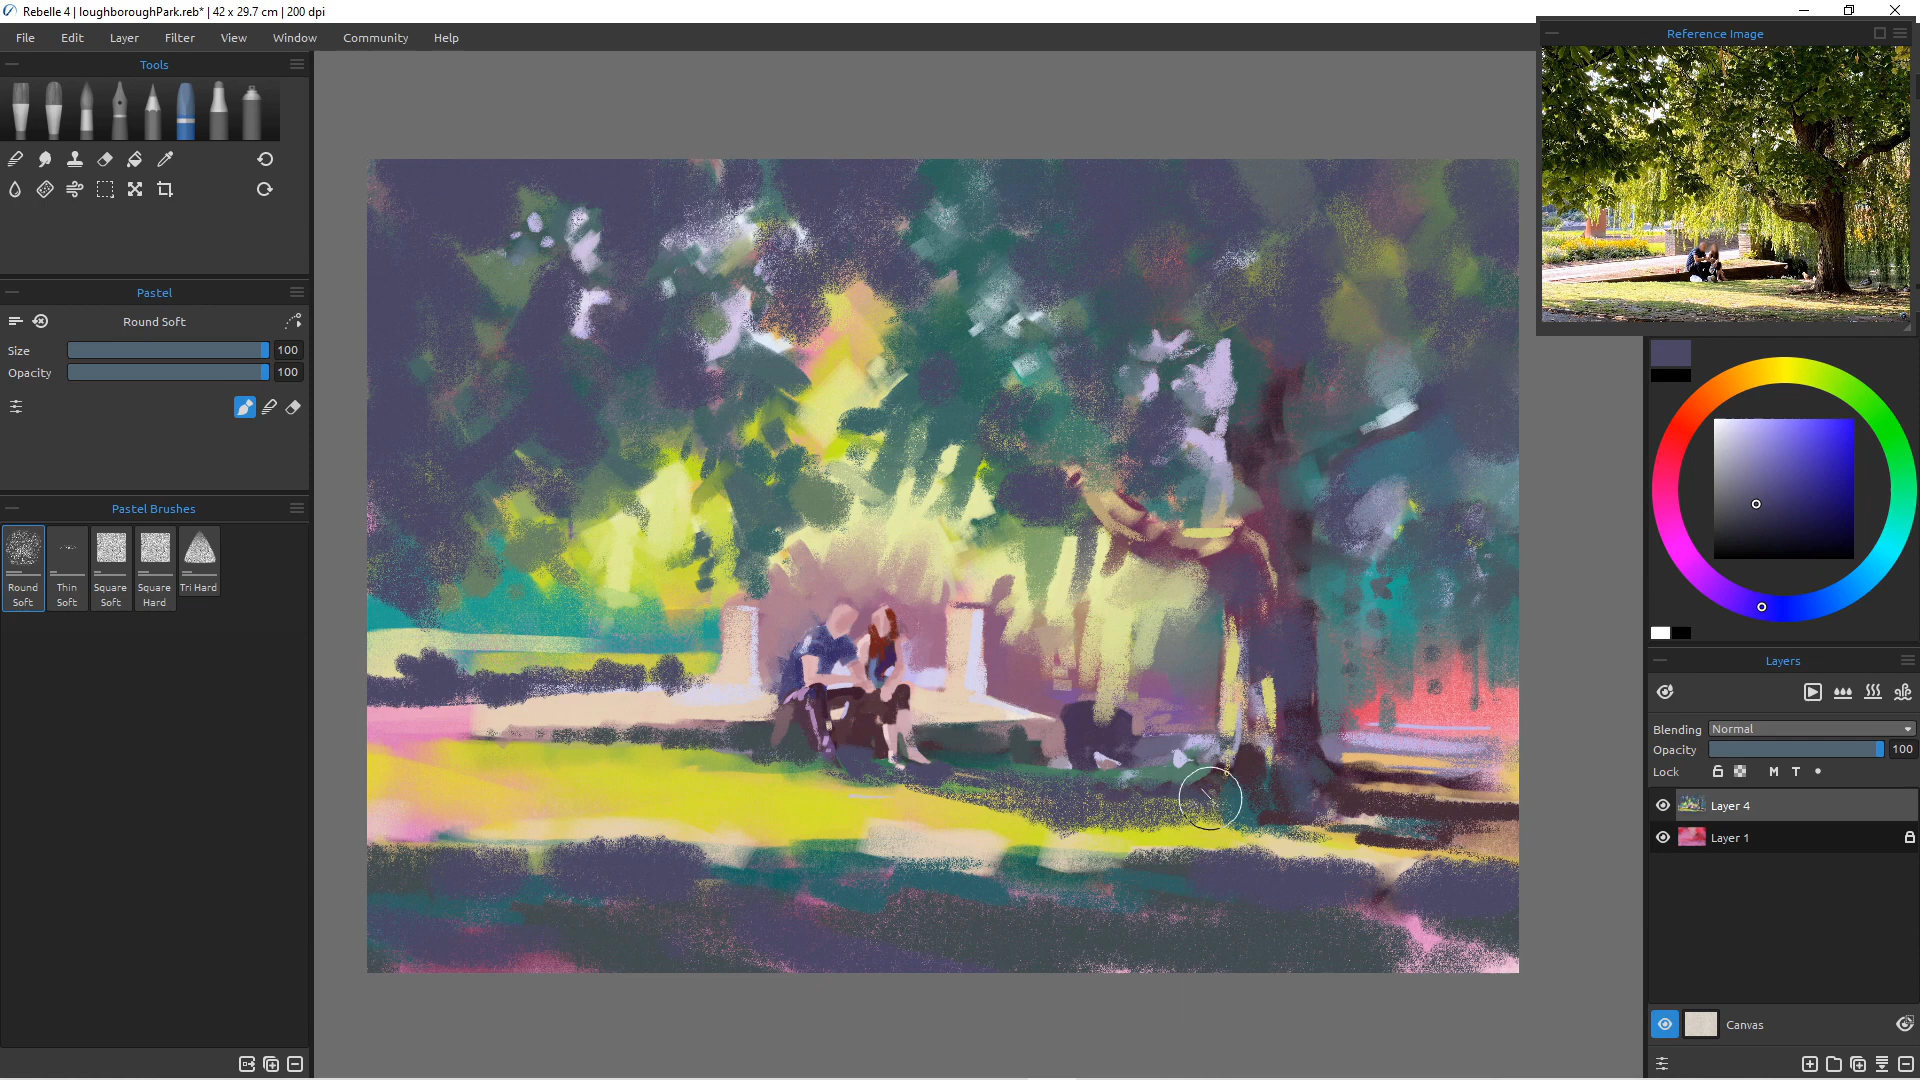 Rebelle 4 | loughboroughPark.reb* | 42 x 29.7 cm | 200 dpi
File Edit Layer Filter View Window Community Help
Tools
Reference Image
Pastel
Round Soft
Size 100
Opacity 100
Pastel Brushes
Round Soft
Thin Soft
Square Soft
Square Hard
Tri Hard
Layers
Blending Normal
Opacity 100
Lock M T
Layer 4
Layer 1
Canvas